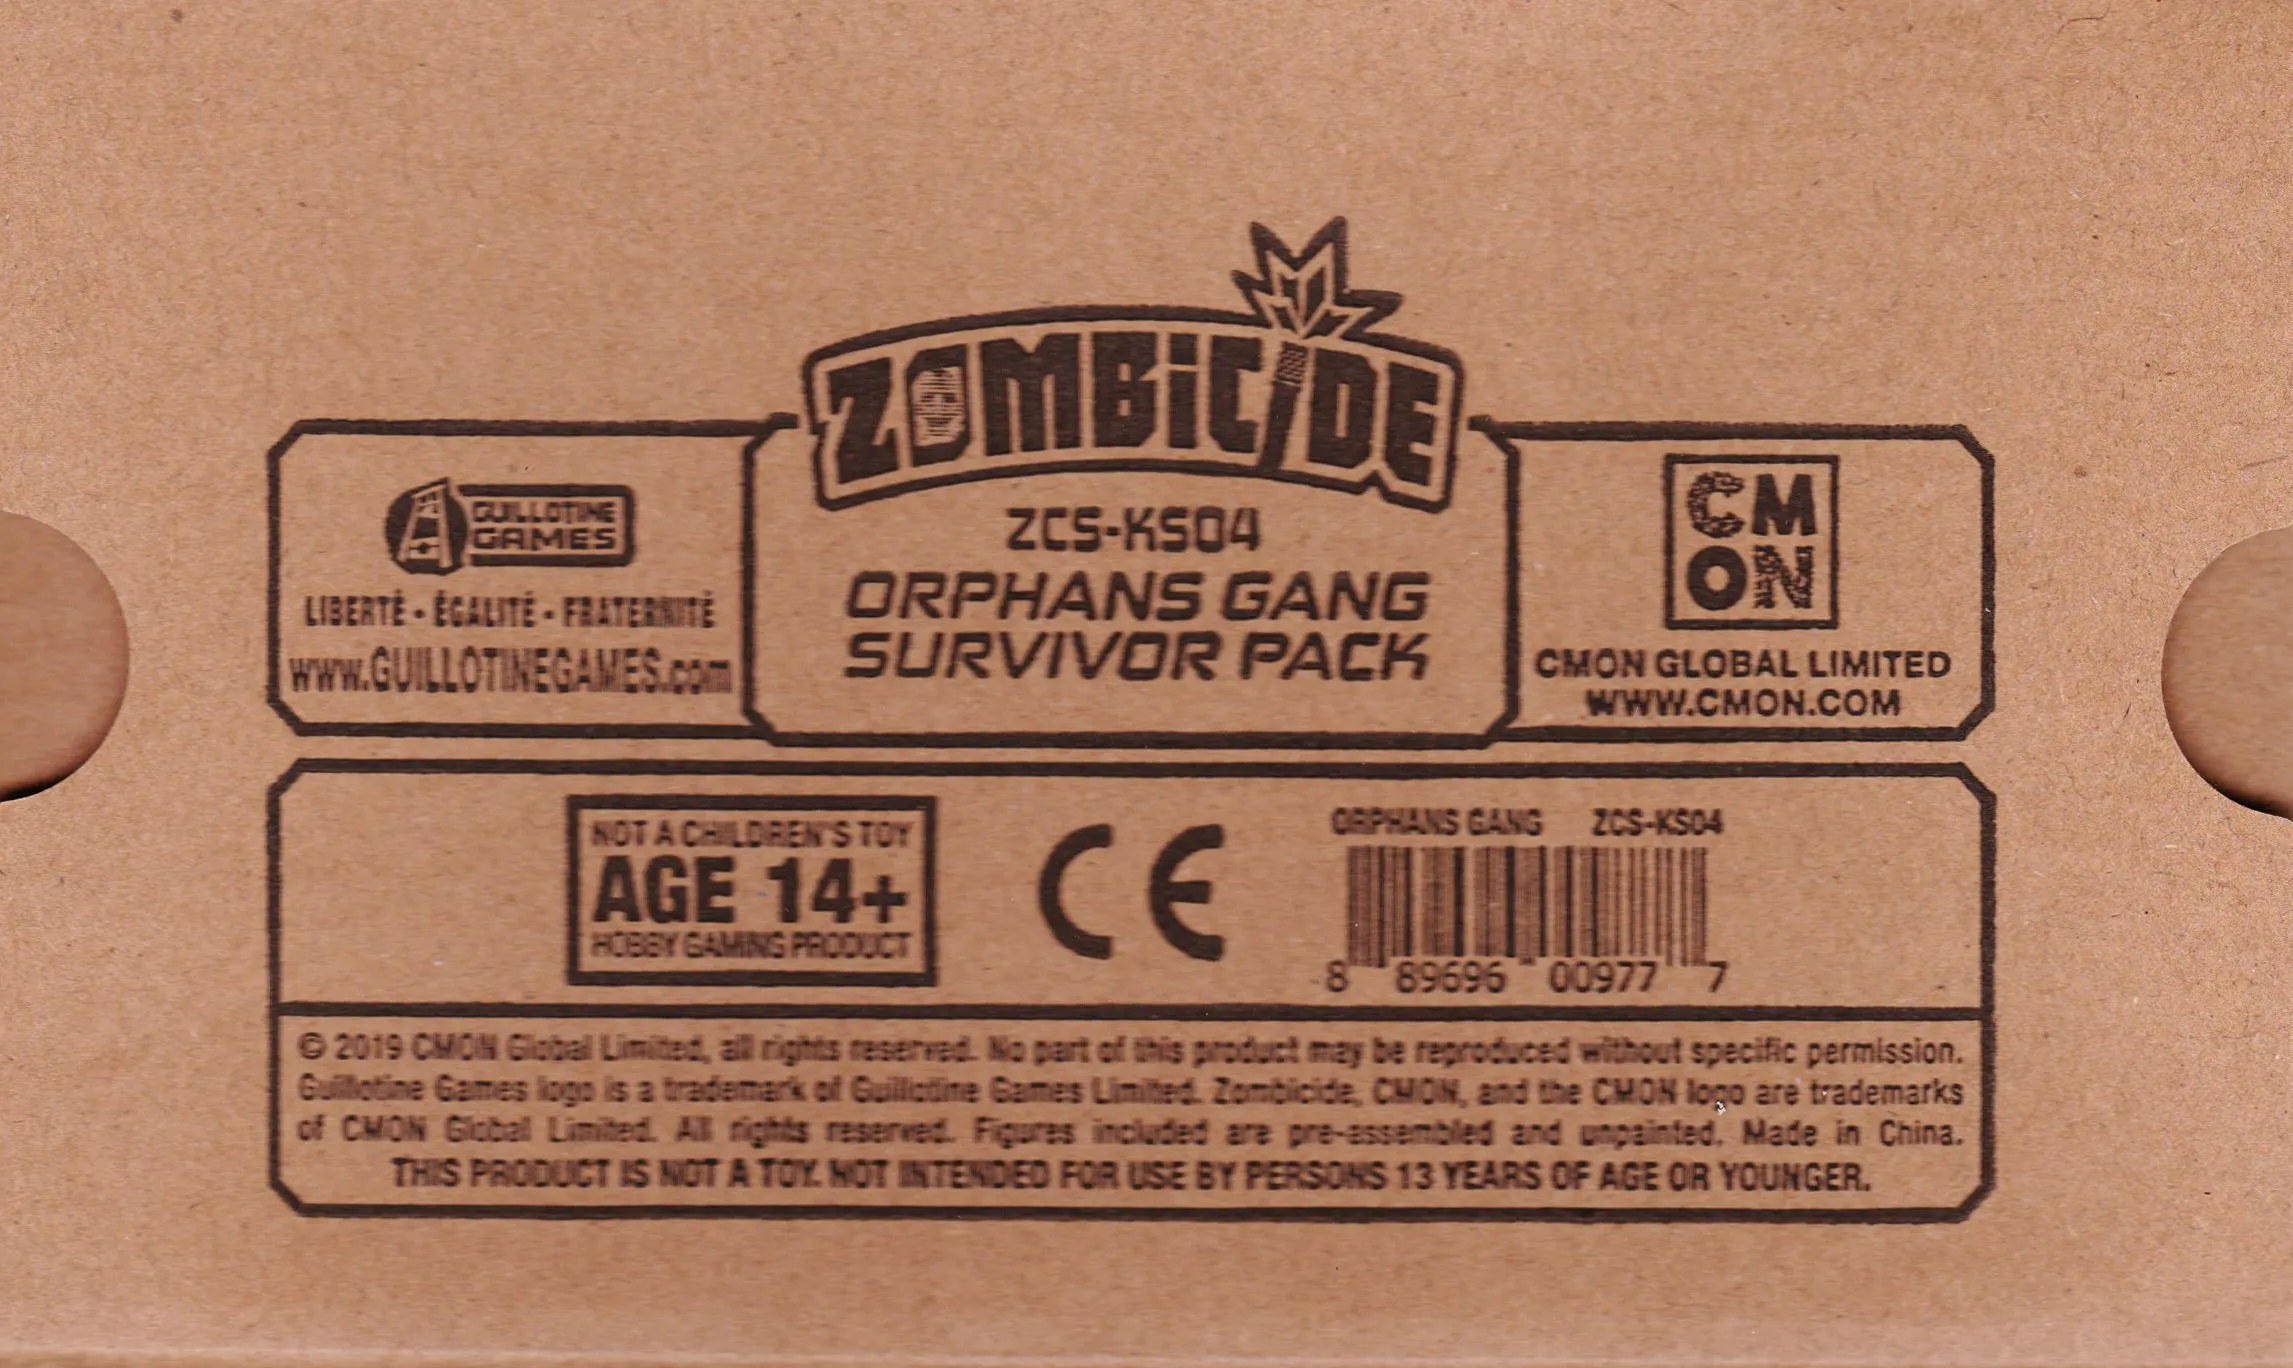 ZOMBICIDE
GUILLOTINE
GAMES
LIBERTÉ • ÉGALITÉ • FRATERNITÉ
www.GUILLOTINEGAMES.com
ZCS-KS04
ORPHANS GANG
SURVIVOR PACK
CM
ON
CMON GLOBAL LIMITED
WWW.CMON.COM
NOT A CHILDREN'S TOY
AGE 14+
HOBBY GAMING PRODUCT
CE
ORPHANS GANG ZCS-KS04
8 89696 00977 7
© 2019 CMON Global Limited, all rights reserved. No part of this product may be reproduced without specific permission.
Guillotine Games logo is a trademark of Guillotine Games Limited. Zombicide, CMON, and the CMON logo are trademarks
of CMON Global Limited. All rights reserved. Figures included are pre-assembled and unpainted. Made in China.
THIS PRODUCT IS NOT A TOY. NOT INTENDED FOR USE BY PERSONS 13 YEARS OF AGE OR YOUNGER.